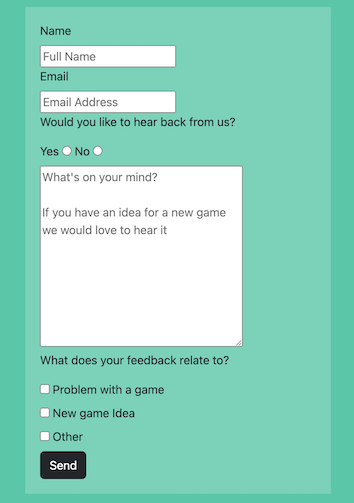 Name
Full Name
Email
Email Address
Would you like to hear back from us?
Yes No
What's on your mind?
If you have an idea for a new game
we would love to hear it
What does your feedback relate to?
Problem with a game
New game Idea
Other
Send